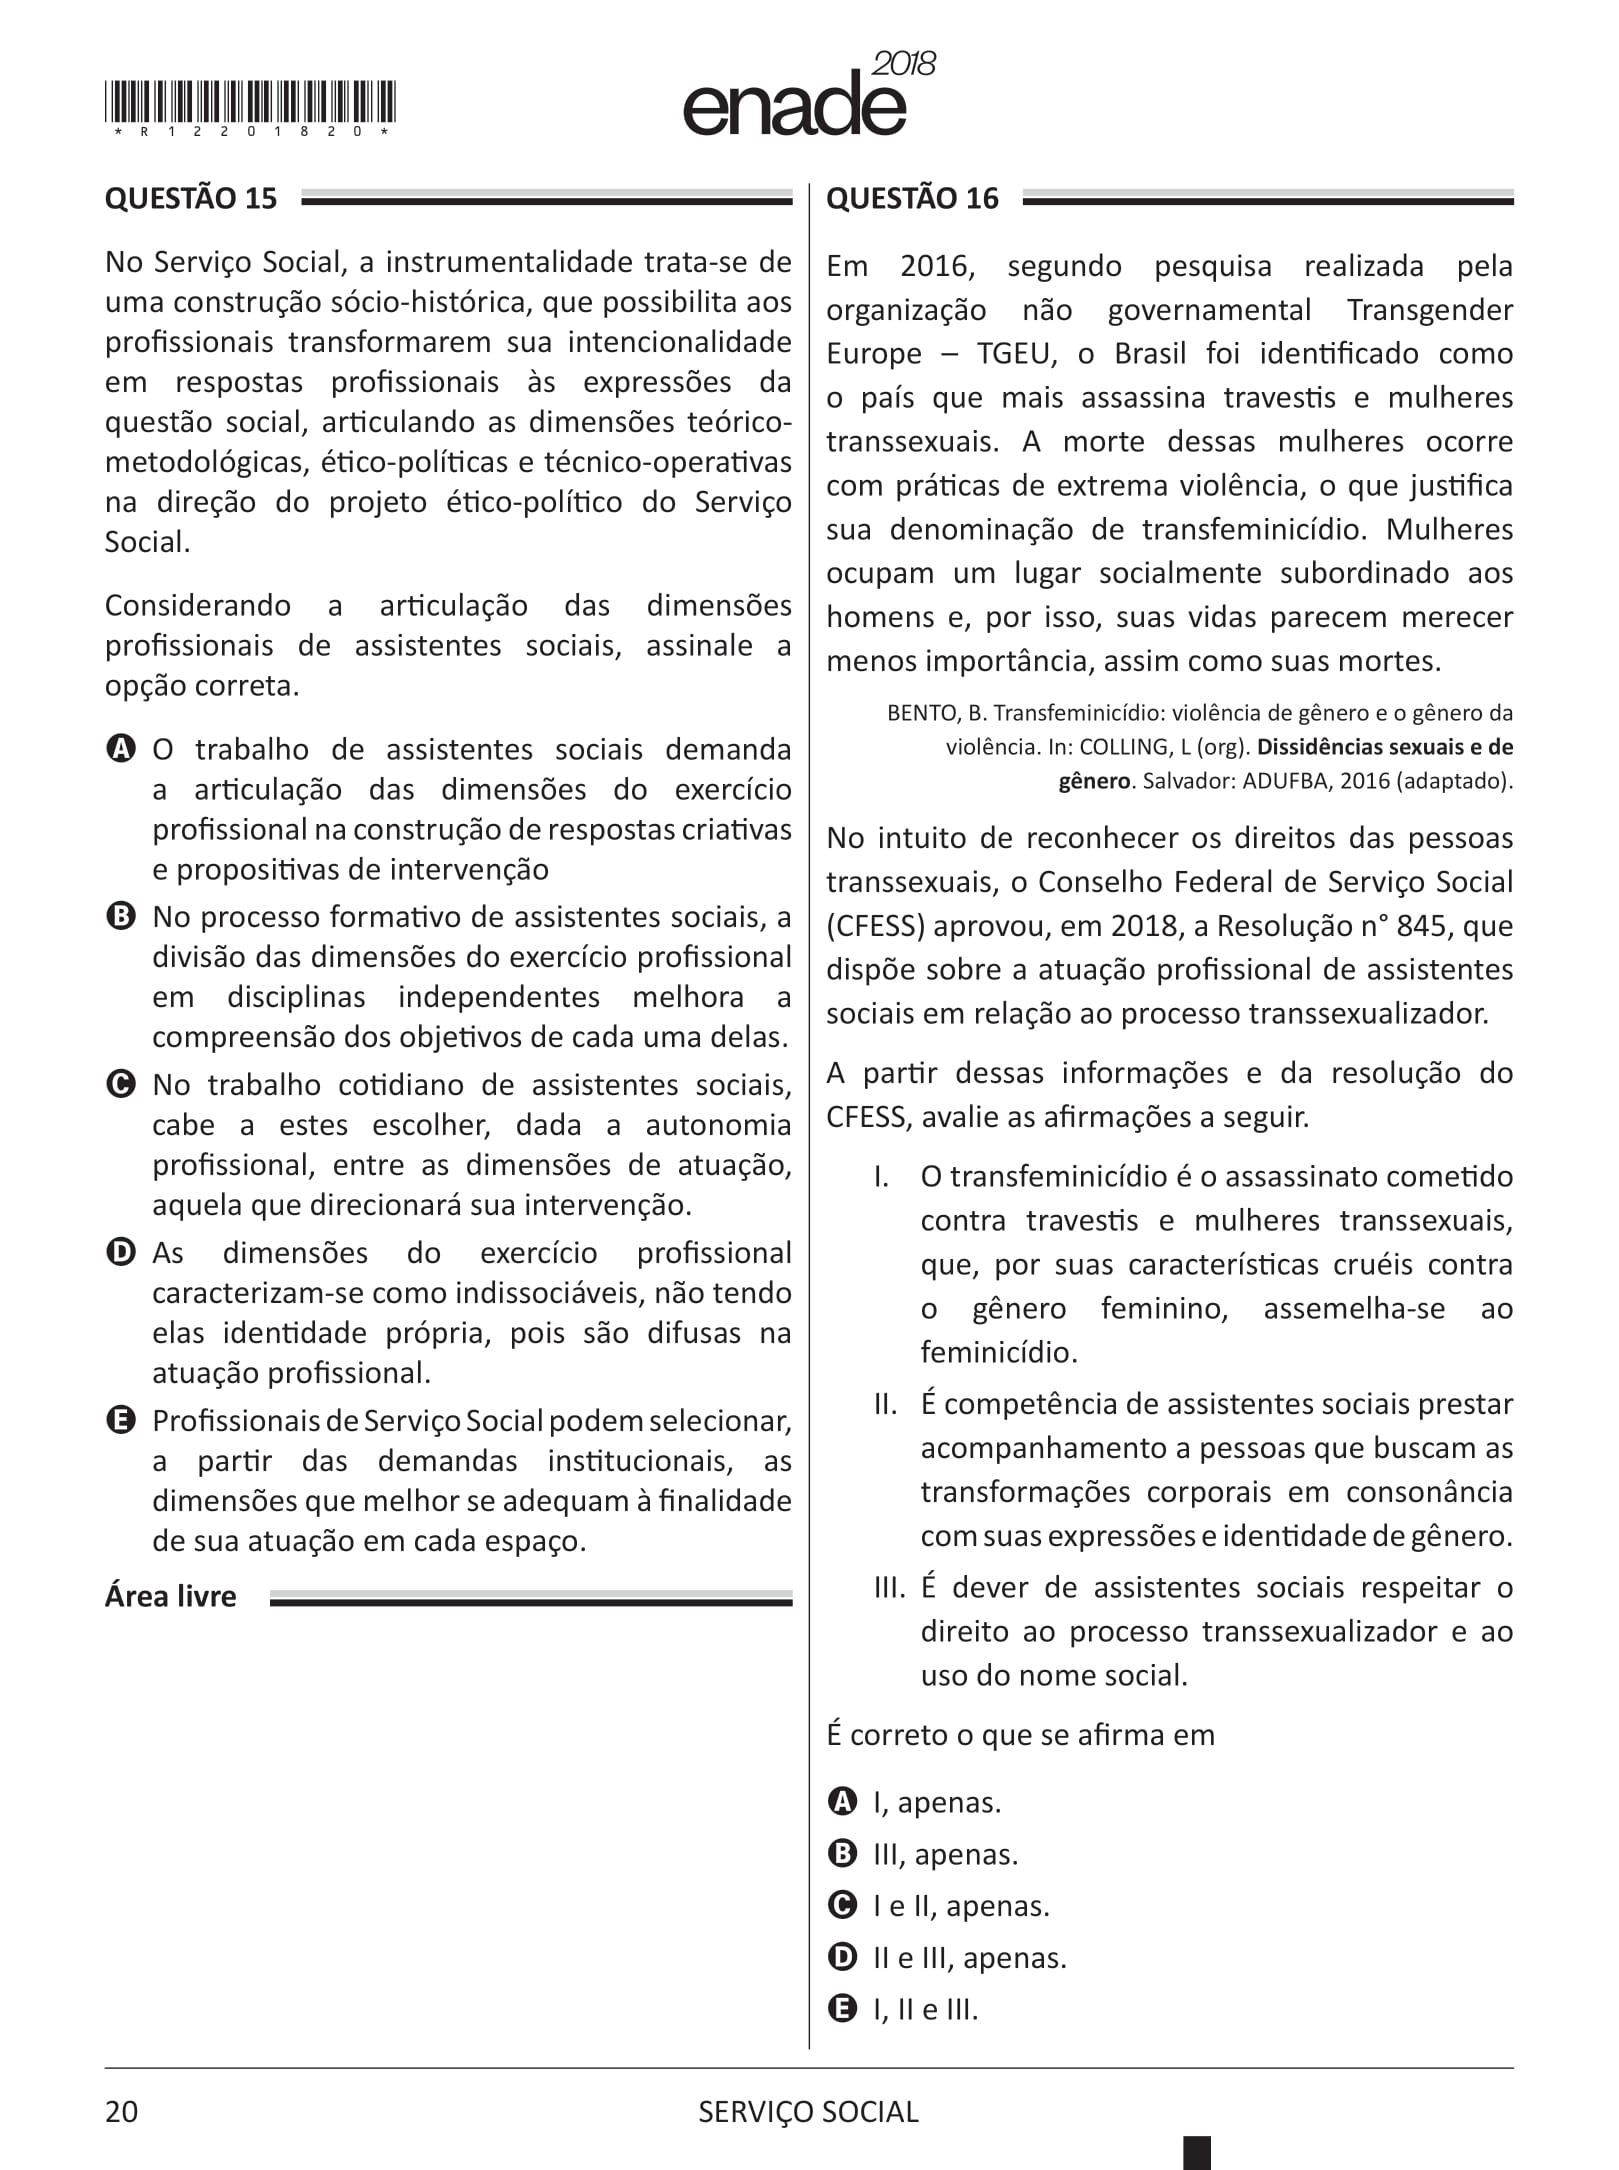 enade2018
*R12201820*
QUESTÃO 15
No Serviço Social, a instrumentalidade trata-se de
uma construção sócio-histórica, que possibilita aos
profissionais transformarem sua intencionalidade
em respostas profissionais às expressões da
questão social, articulando as dimensões teórico-
metodológicas, ético-políticas e técnico-operativas
na direção do projeto ético-político do Serviço
Social.
Considerando a articulação das dimensões
profissionais de assistentes sociais, assinale a
opção correta.
A O trabalho de assistentes sociais demanda
a articulação das dimensões do exercício
profissional na construção de respostas criativas
e propositivas de intervenção
B No processo formativo de assistentes sociais, a
divisão das dimensões do exercício profissional
em disciplinas independentes melhora a
compreensão dos objetivos de cada uma delas.
C No trabalho cotidiano de assistentes sociais,
cabe a estes escolher, dada a autonomia
profissional, entre as dimensões de atuação,
aquela que direcionará sua intervenção.
D As dimensões do exercício profissional
caracterizam-se como indissociáveis, não tendo
elas identidade própria, pois são difusas na
atuação profissional.
E Profissionais de Serviço Social podem selecionar,
a partir das demandas institucionais, as
dimensões que melhor se adequam à finalidade
de sua atuação em cada espaço.
Área livre
QUESTÃO 16
Em 2016, segundo pesquisa realizada pela
organização não governamental Transgender
Europe – TGEU, o Brasil foi identificado como
o país que mais assassina travestis e mulheres
transsexuais. A morte dessas mulheres ocorre
com práticas de extrema violência, o que justifica
sua denominação de transfeminicídio. Mulheres
ocupam um lugar socialmente subordinado aos
homens e, por isso, suas vidas parecem merecer
menos importância, assim como suas mortes.
BENTO, B. Transfeminicídio: violência de gênero e o gênero da
violência. In: COLLING, L (org). Dissidências sexuais e de
gênero. Salvador: ADUFBA, 2016 (adaptado).
No intuito de reconhecer os direitos das pessoas
transsexuais, o Conselho Federal de Serviço Social
(CFESS) aprovou, em 2018, a Resolução n° 845, que
dispõe sobre a atuação profissional de assistentes
sociais em relação ao processo transsexualizador.
A partir dessas informações e da resolução do
CFESS, avalie as afirmações a seguir.
I. O transfeminicídio é o assassinato cometido
contra travestis e mulheres transsexuais,
que, por suas características cruéis contra
o gênero feminino, assemelha-se ao
feminicídio.
II. É competência de assistentes sociais prestar
acompanhamento a pessoas que buscam as
transformações corporais em consonância
com suas expressões e identidade de gênero.
III. É dever de assistentes sociais respeitar o
direito ao processo transsexualizador e ao
uso do nome social.
É correto o que se afirma em
A I, apenas.
B III, apenas.
C I e II, apenas.
D II e III, apenas.
E I, II e III.
20
SERVIÇO SOCIAL